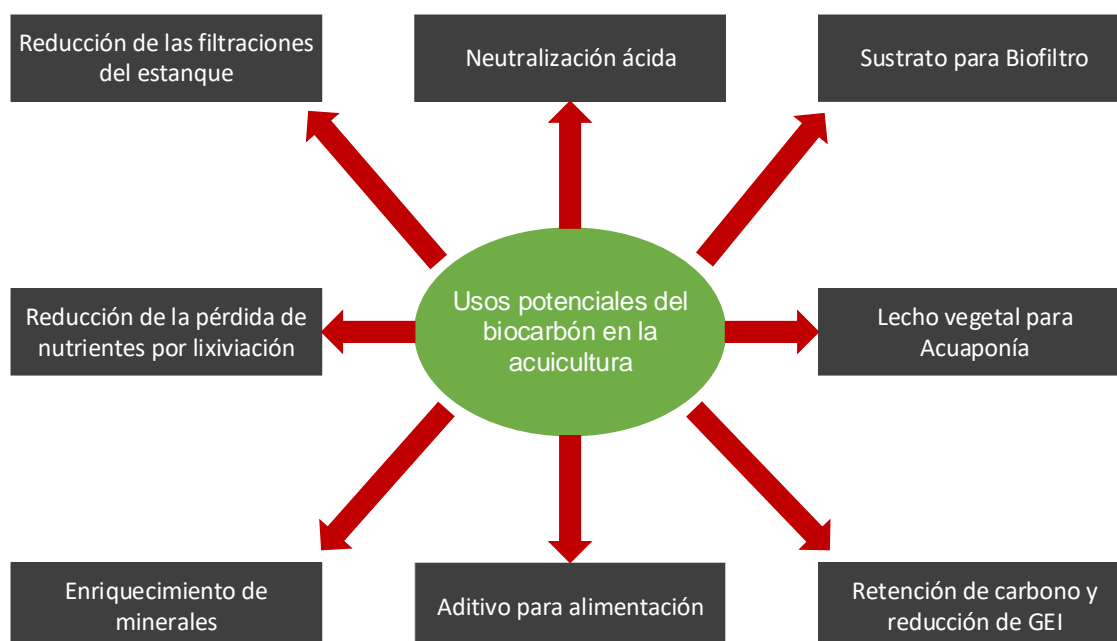 Reducción de las filtraciones
del estanque
Neutralización ácida
Sustrato para Biofiltro
Usos potenciales del
biocarbón en la
acuicultura
Reducción de la pérdida de
nutrientes por lixiviación
Lecho vegetal para
Acuaponía
Enriquecimiento de
minerales
Aditivo para alimentación
Retención de carbono y
reducción de GEI